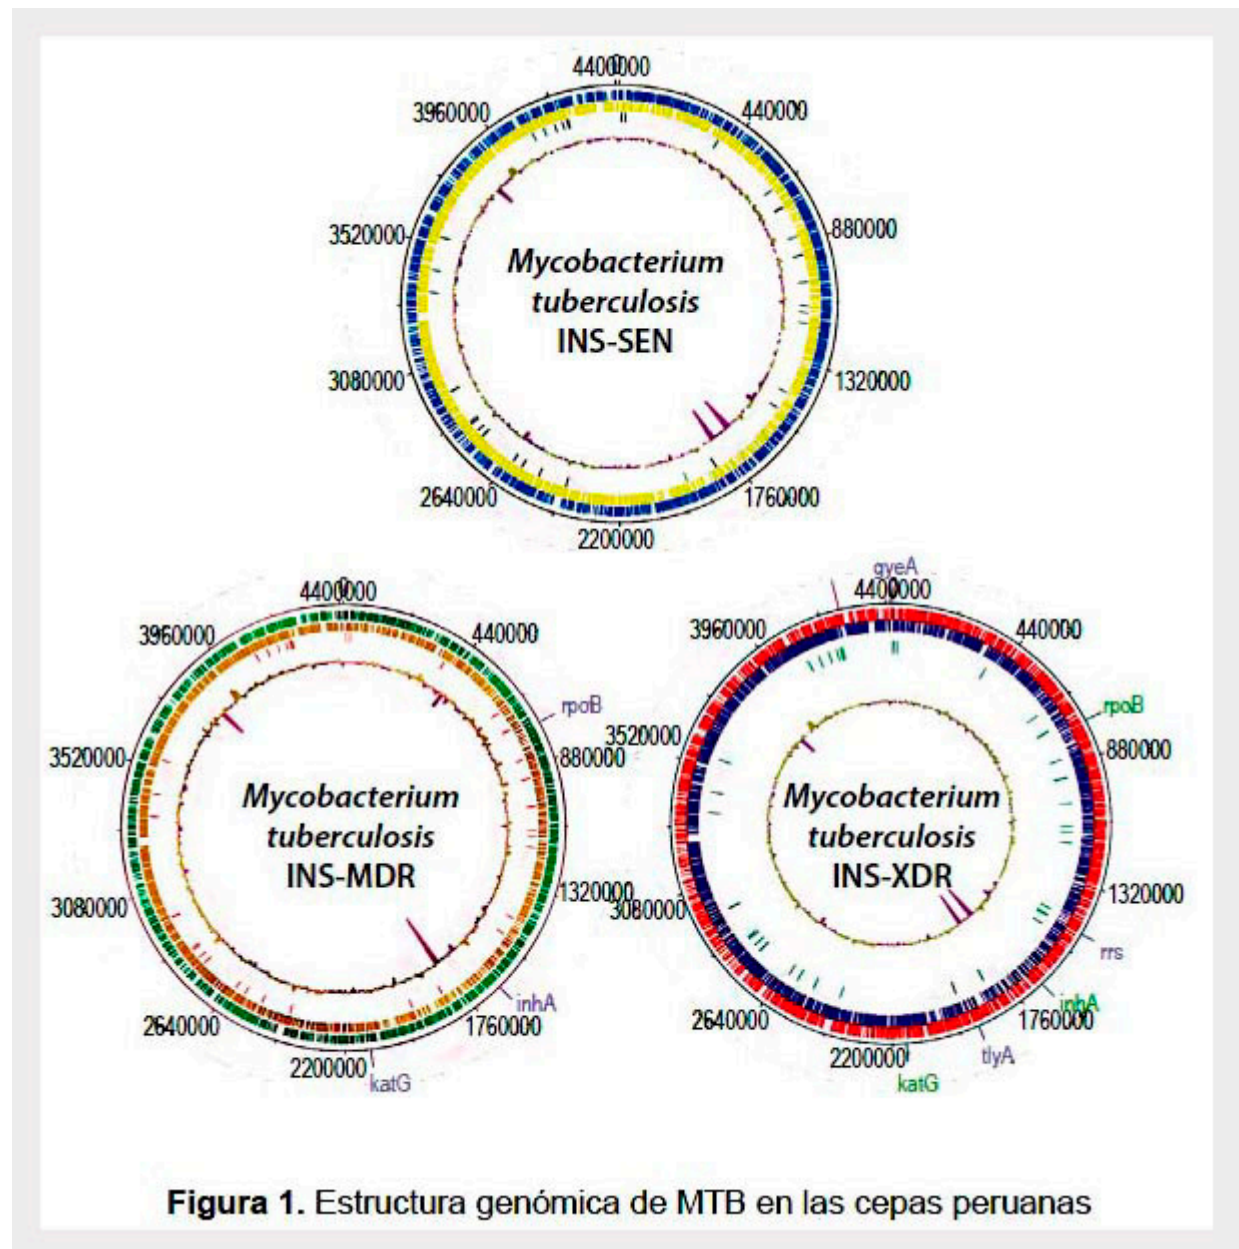 4400000
0
3960000
440000
3520000
880000
Mycobacterium
tuberculosis
INS-SEN
3080000
1320000
2640000
1760000
2200000
4400000
0
3960000
440000
rpoB
3520000
880000
Mycobacterium
tuberculosis
INS-MDR
3080000
1320000
2640000
inhA
1760000
2200000
katG
gyeA
4400000
3960000
440000
rpoB
3520000
880000
Mycobacterium
tuberculosis
INS-XDR
3080000
1320000
rrs
2640000
inhA
1760000
2200000
tlyA
katG
Figura 1. Estructura genómica de MTB en las cepas peruanas